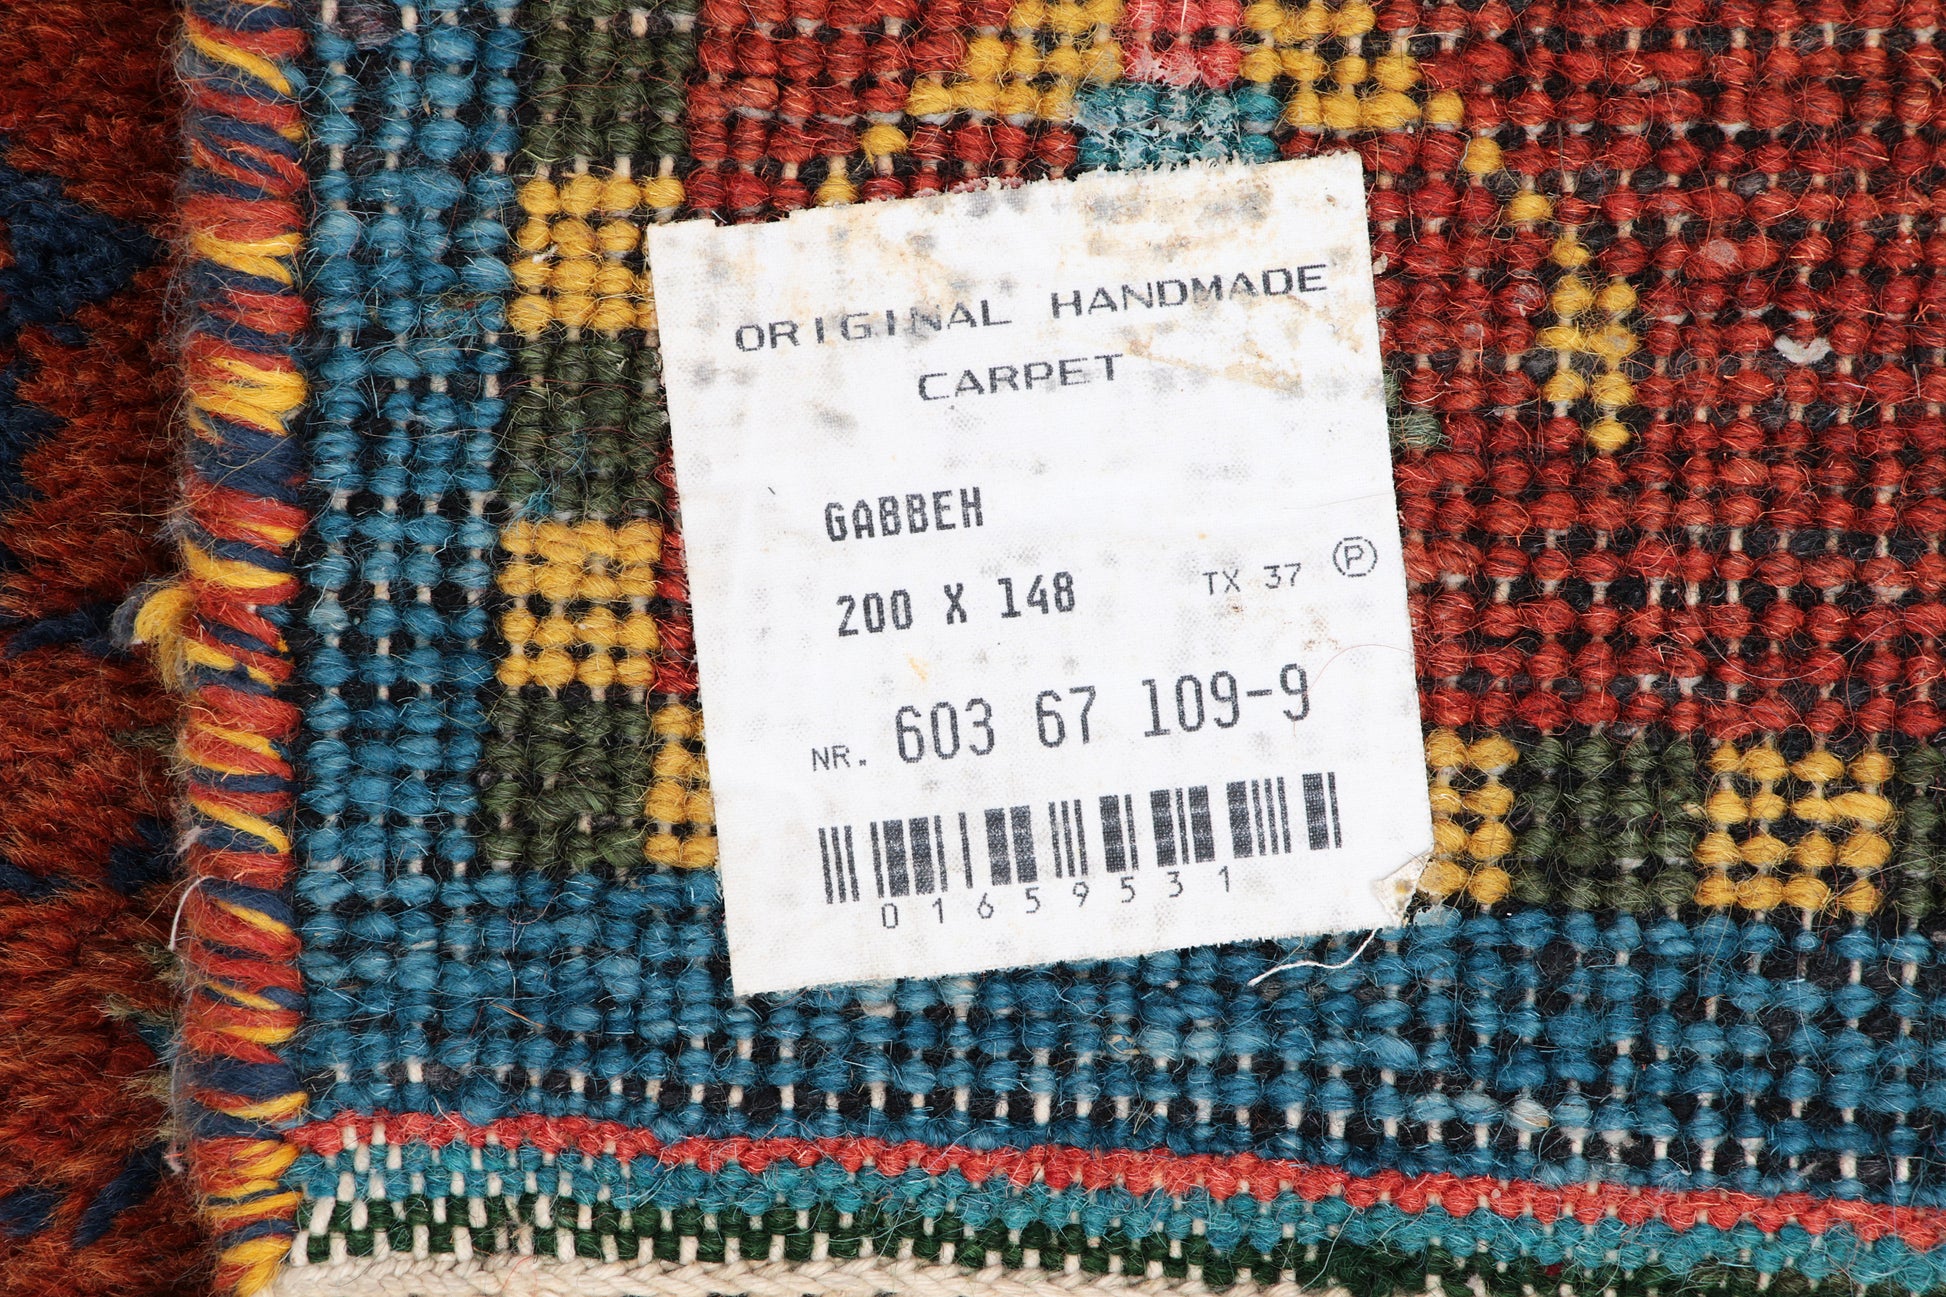 ORIGINAL HANDMADE
CARPET
GABBEH
200 X 148 TX 37 P
NR. 603 67 109-9
01659531